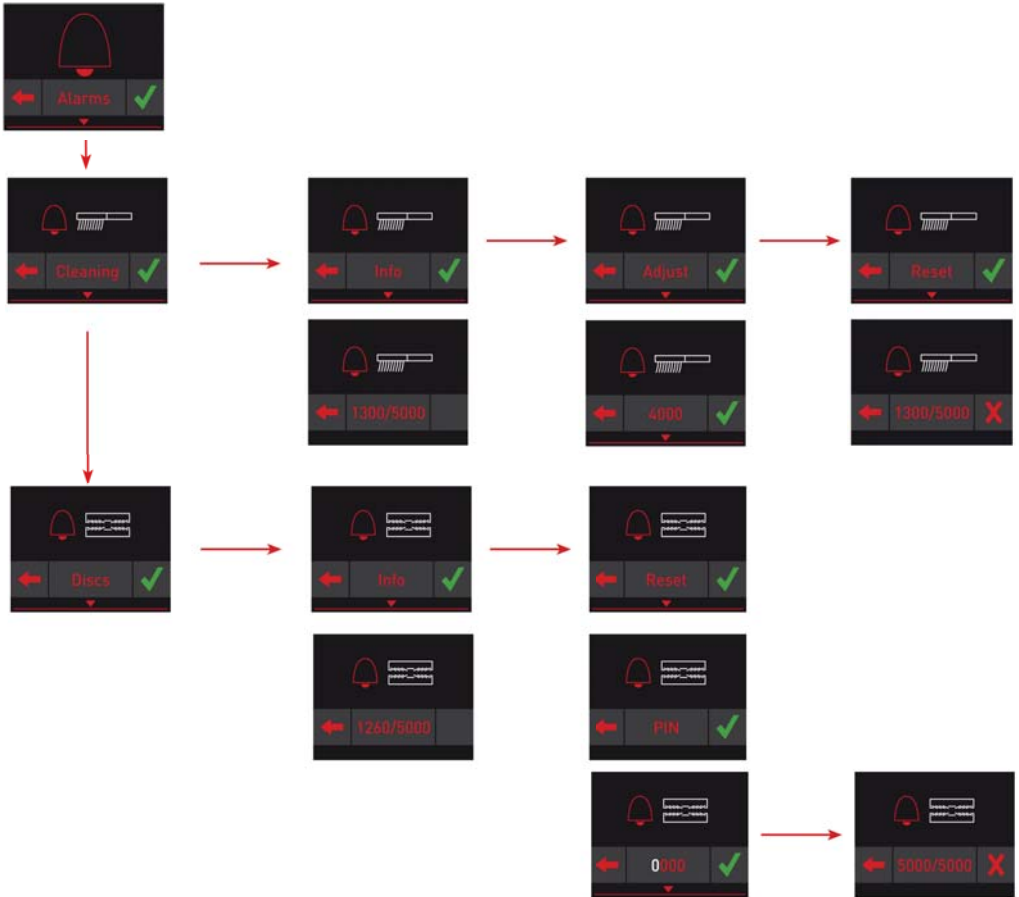 Alarms
Cleaning
Info
Adjust
Reset
1300/5000
4000
1300/5000
Discs
Info
Reset
1260/5000
PIN
0000
5000/5000